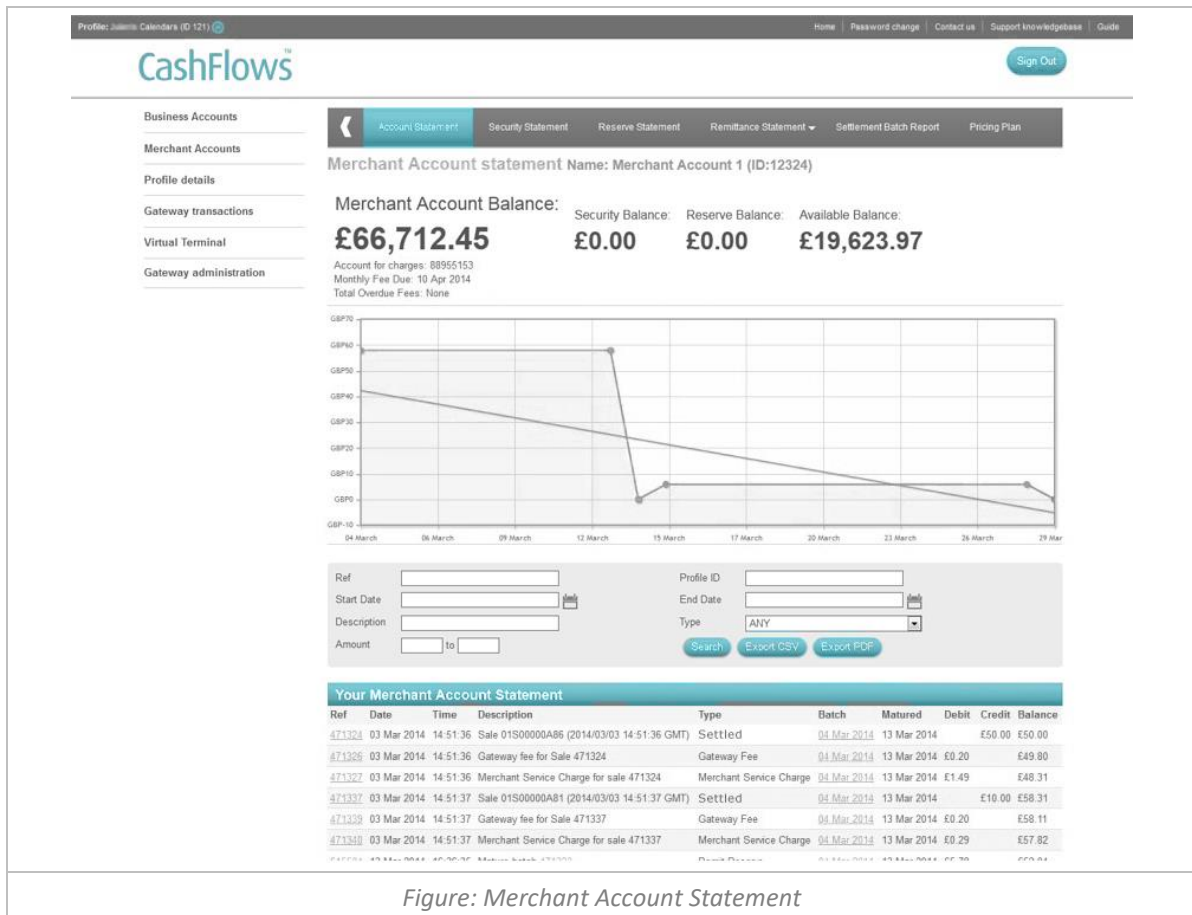 Profile: Calendars (ID 121)
Home Password change Contact us Support knowledgebase Guide
CashFlows™
Sign Out
Business Accounts
Merchant Accounts
Profile details
Gateway transactions
Virtual Terminal
Gateway administration
Account Statement Security Statement Reserve Statement Remittance Statement Settlement Batch Report Pricing Plan
Merchant Account statement Name: Merchant Account 1 (ID:12324)
Merchant Account Balance: Security Balance: Reserve Balance: Available Balance:
£66,712.45 £0.00 £0.00 £19,623.97
Account for charges: 88955153
Monthly Fee Due: 10 Apr 2014
Total Overdue Fees: None
GBP70
GBP60
GBP50
GBP40
GBP30
GBP20
GBP10
GBP0
GBP-10
04 March 06 March 09 March 12 March 15 March 17 March 20 March 23 March 26 March 29 Mar
Ref Profile ID
Start Date End Date
Description Type ANY
Amount to Search Export CSV Export PDF
Your Merchant Account Statement
Ref Date Time Description Type Batch Matured Debit Credit Balance
471324 03 Mar 2014 14:51:36 Sale 01S00000A86 (2014/03/03 14:51:36 GMT) Settled 04 Mar 2014 13 Mar 2014 £50.00 £50.00
471326 03 Mar 2014 14:51:36 Gateway fee for Sale 471324 Gateway Fee 04 Mar 2014 13 Mar 2014 £0.20 £49.80
471327 03 Mar 2014 14:51:36 Merchant Service Charge for sale 471324 Merchant Service Charge 04 Mar 2014 13 Mar 2014 £1.49 £48.31
471337 03 Mar 2014 14:51:37 Sale 01S00000A81 (2014/03/03 14:51:37 GMT) Settled 04 Mar 2014 13 Mar 2014 £10.00 £58.31
471339 03 Mar 2014 14:51:37 Gateway fee for Sale 471337 Gateway Fee 04 Mar 2014 13 Mar 2014 £0.20 £58.11
471340 03 Mar 2014 14:51:37 Merchant Service Charge for sale 471337 Merchant Service Charge 04 Mar 2014 13 Mar 2014 £0.29 £57.82
Figure: Merchant Account Statement